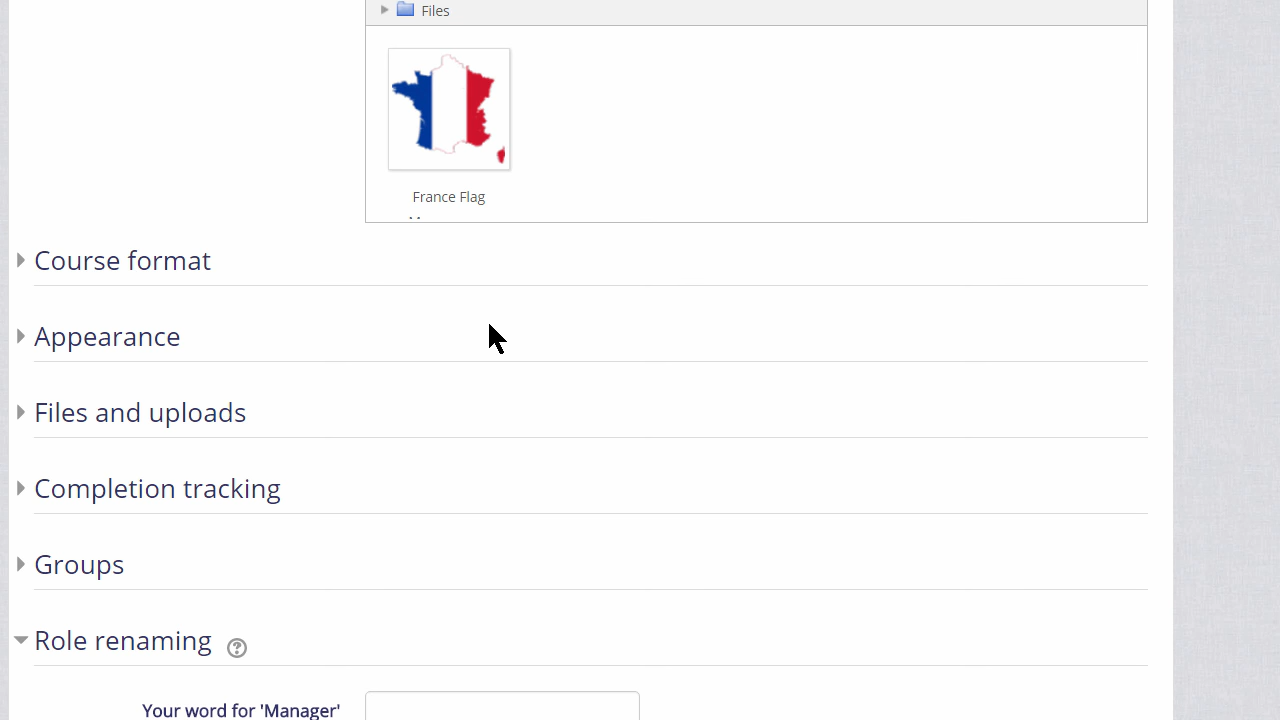 Files
France Flag
Course format
Appearance
Files and uploads
Completion tracking
Groups
Role renaming
Your word for 'Manager'